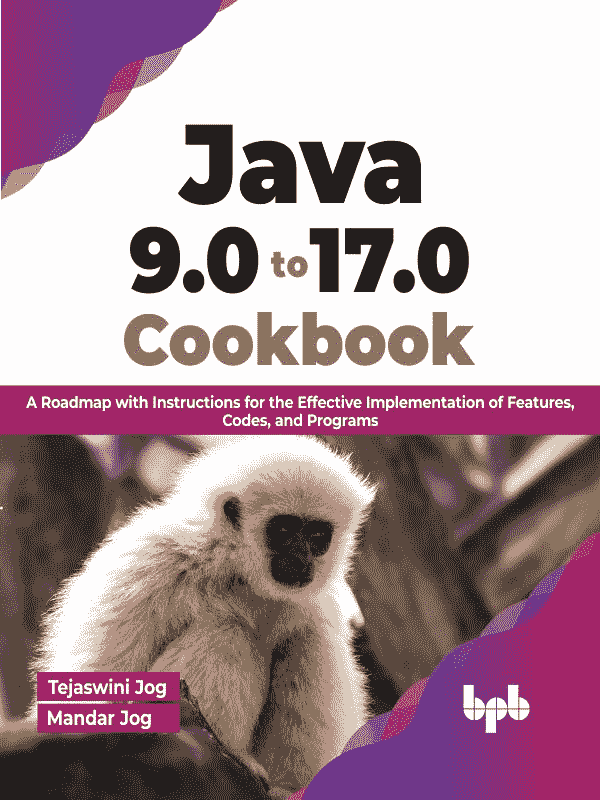 Java
9.0 to 17.0
Cookbook
A Roadmap with Instructions for the Effective Implementation of Features,
Codes, and Programs
Tejaswini Jog
Mandar Jog
bpb